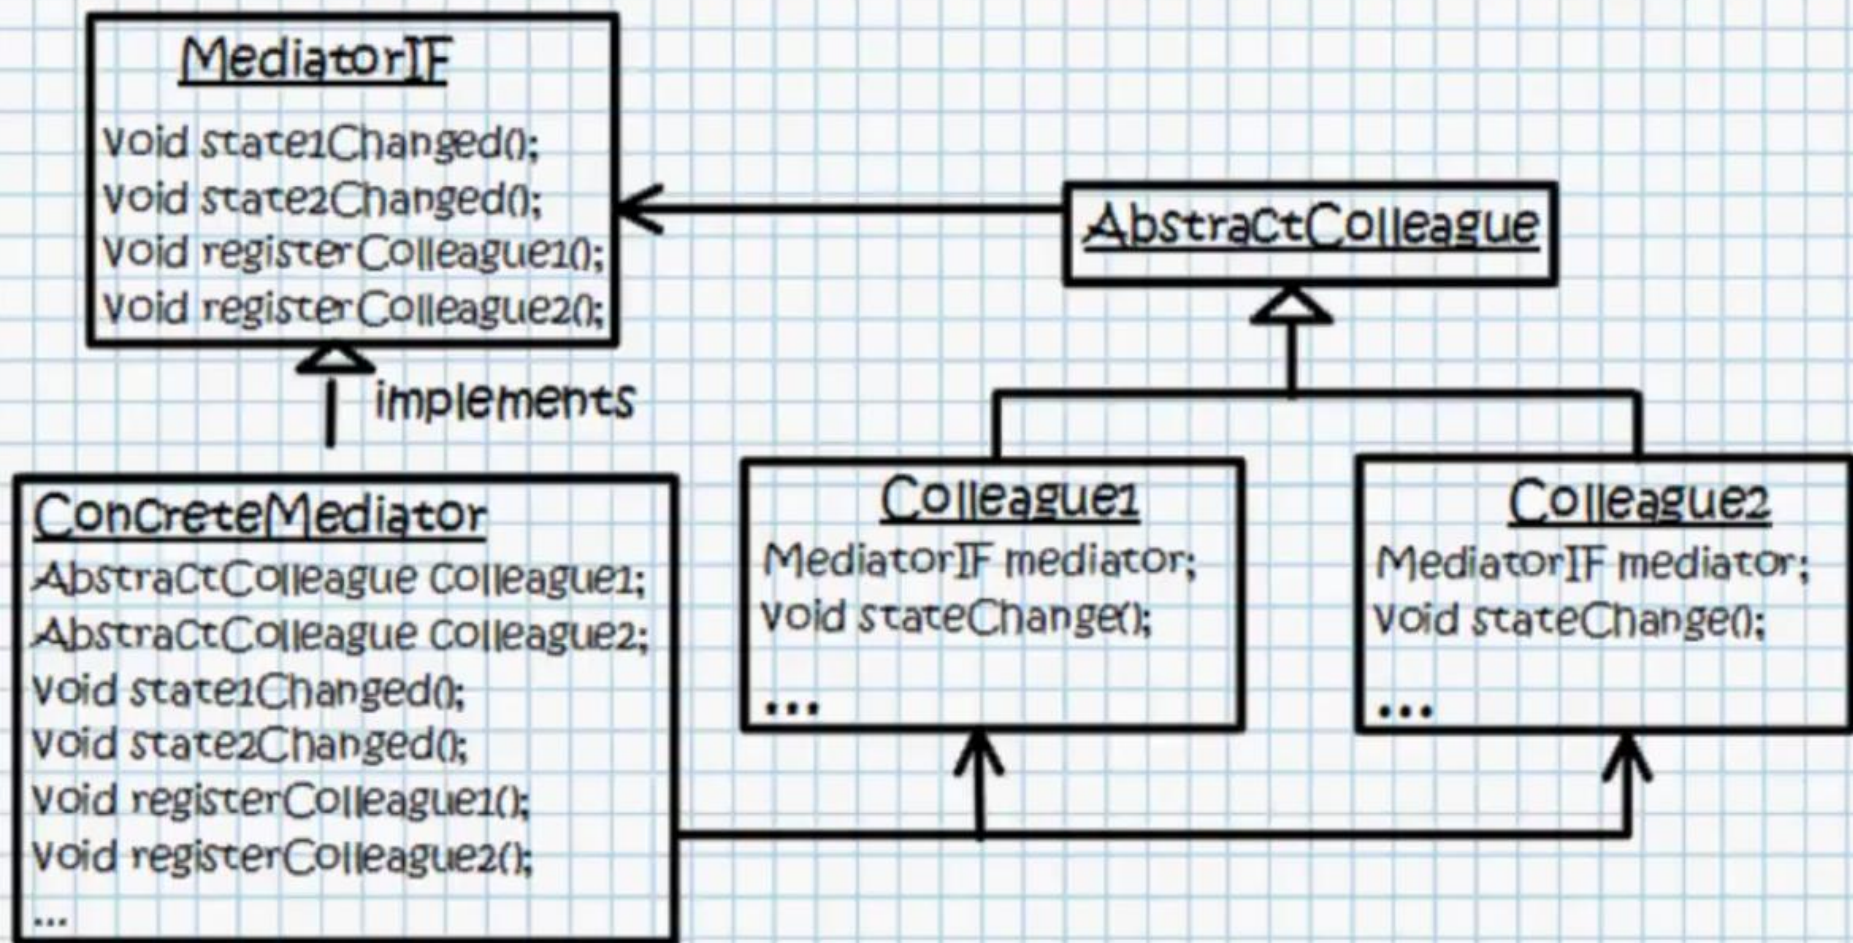 MediatorIF
Void state1Changed();
Void state2Changed();
Void registerColleague1();
Void registerColleague2();
implements
AbstractColleague
ConcreteMediator
AbstractColleague Colleague1;
AbstractColleague Colleague2;
Void state1Changed();
Void state2Changed();
Void registerColleague1();
Void registerColleague2();
...
Colleague1
MediatorIF mediator;
Void stateChange();
...
Colleague2
MediatorIF mediator;
Void stateChange();
...